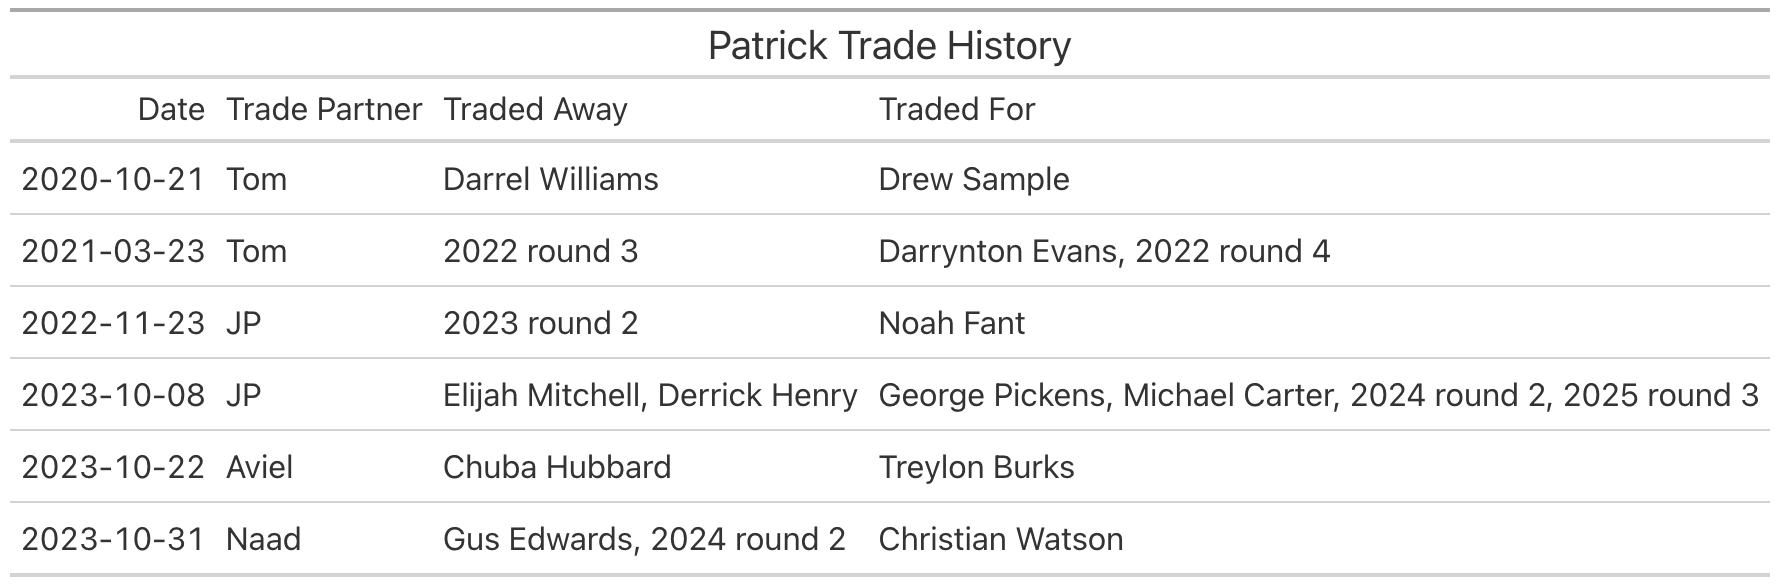 Patrick Trade History
Date Trade Partner Traded Away Traded For
2020-10-21 Tom Darrel Williams Drew Sample
2021-03-23 Tom 2022 round 3 Darrynton Evans, 2022 round 4
2022-11-23 JP 2023 round 2 Noah Fant
2023-10-08 JP Elijah Mitchell, Derrick Henry George Pickens, Michael Carter, 2024 round 2, 2025 round 3
2023-10-22 Aviel Chuba Hubbard Treylon Burks
2023-10-31 Naad Gus Edwards, 2024 round 2 Christian Watson